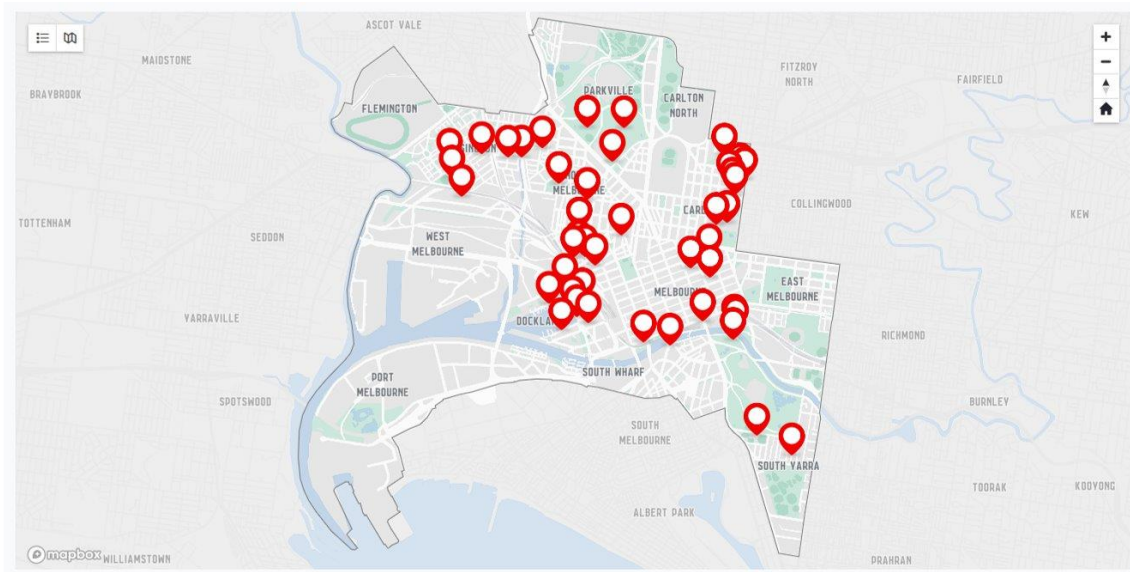 ASCOT VALE
MAIDSTONE
FITZROY
NORTH
FAIRFIELD
BRAYBROOK
PARKVILLE
CARLTON
NORTH
FLEMINGTON
COLLINGWOOD
KEW
TOTTENHAM
SEDDON
WEST
MELBOURNE
MELBOURNE
EAST
MELBOURNE
YARRAVILLE
RICHMOND
SOUTH WHARF
PORT
MELBOURNE
SPOTSWOOD
BURNLEY
SOUTH
MELBOURNE
SOUTH YARRA
TOORAK
KOOYONG
ALBERT PARK
mapbox
WILLIAMSTOWN
PRAHRAN